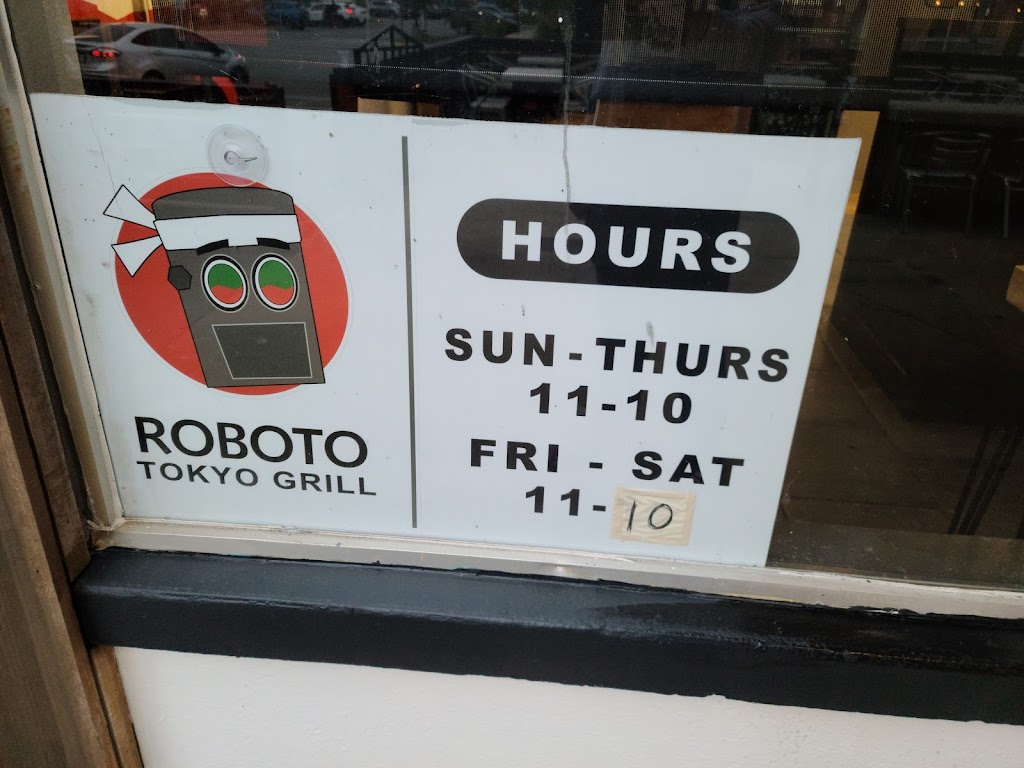 ROBOTO
TOKYO GRILL
HOURS
SUN-THURS
11-10
FRI - SAT
11-10